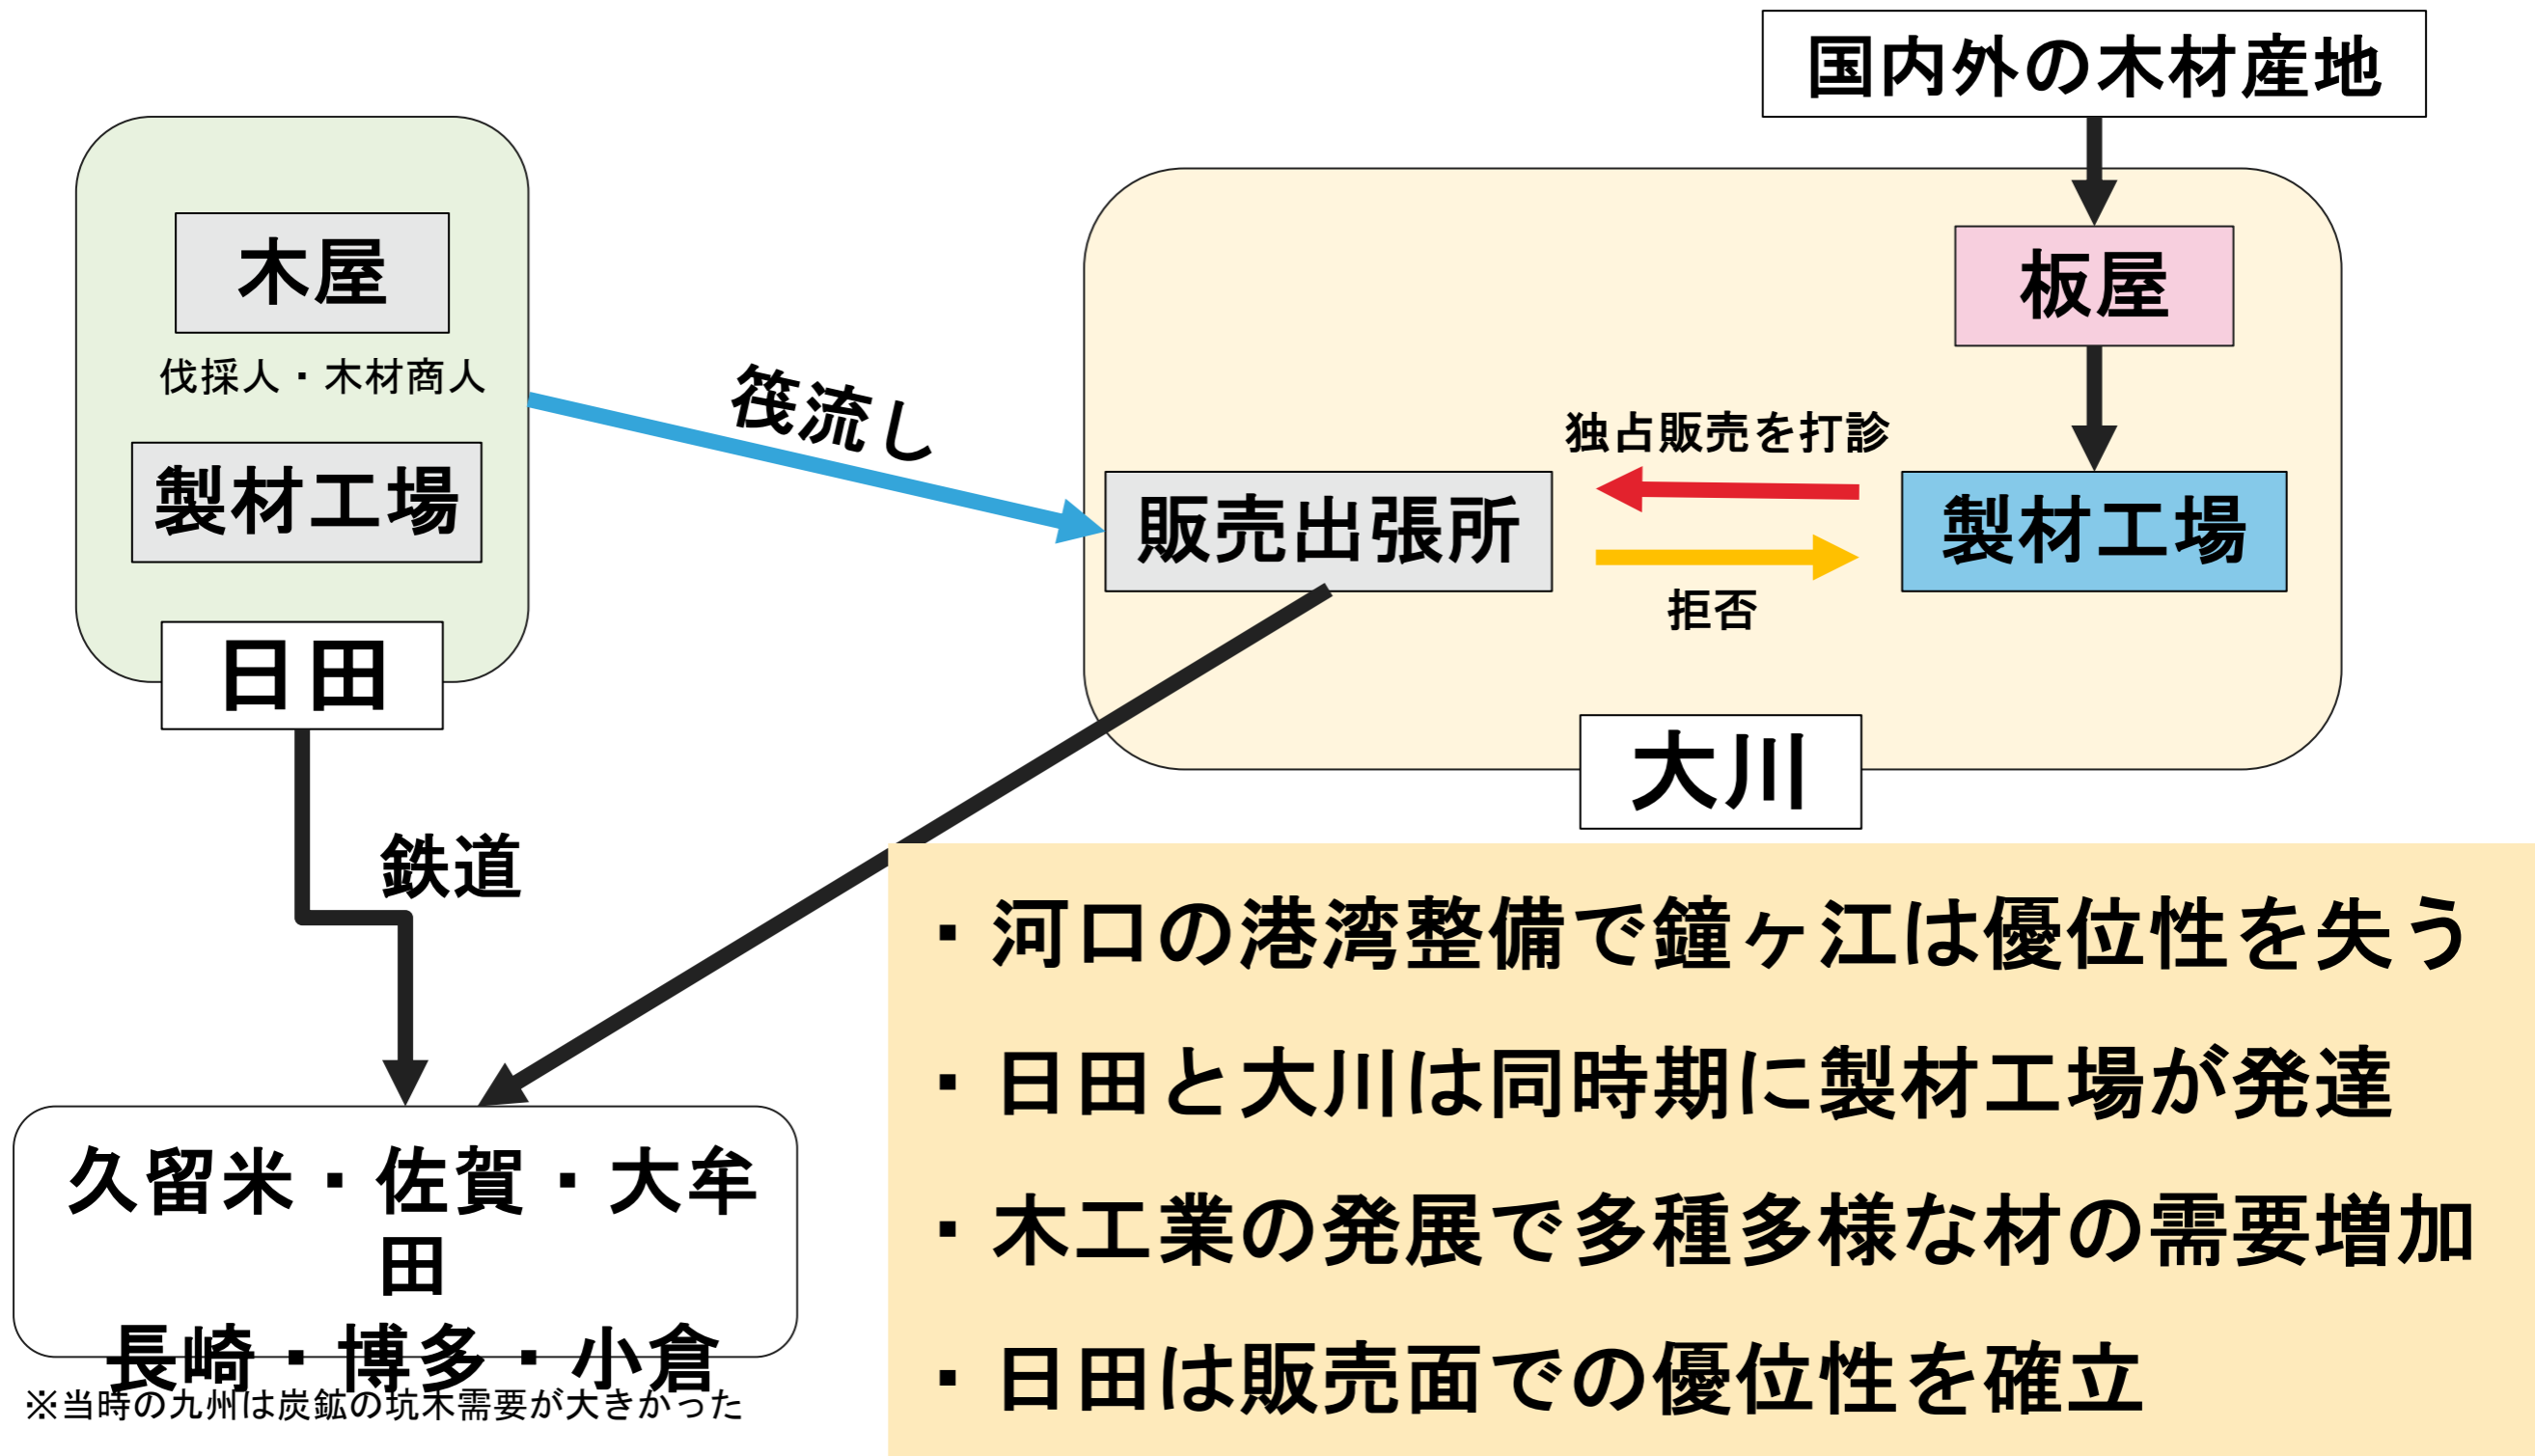 国内外の木材産地
木屋
伐採人・木材商人
製材工場
日田
筏流し
板屋
独占販売を打診
販売出張所
製材工場
拒否
大川
鉄道
久留米・佐賀・大牟
田
長崎・博多・小倉
※当時の九州は炭鉱の坑木需要が大きかった
・河口の港湾整備で鐘ヶ江は優位性を失う
・日田と大川は同時期に製材工場が発達
・木工業の発展で多種多様な材の需要増加
・日田は販売面での優位性を確立